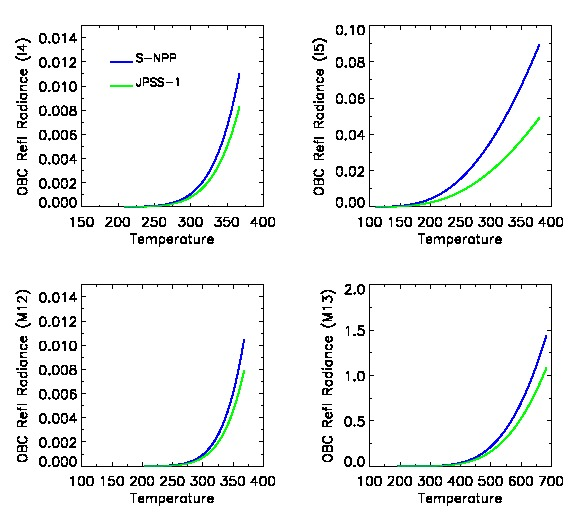 OBC Refl Radiance (I4)
0.014
0.012
0.010
0.008
0.006
0.004
0.002
0.000
S-NPP
JPSS-1
150 200 250 300 350 400
Temperature
OBC Refl Radiance (I5)
0.10
0.08
0.06
0.04
0.02
0.00
100 150 200 250 300 350 400
Temperature
OBC Refl Radiance (M12)
0.014
0.012
0.010
0.008
0.006
0.004
0.002
0.000
100 150 200 250 300 350 400
Temperature
OBC Refl Radiance (M13)
2.0
1.5
1.0
0.5
0.0
100 200 300 400 500 600 700
Temperature